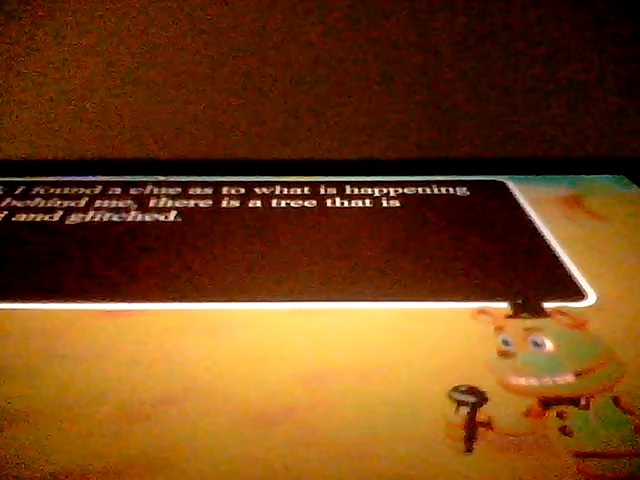 i found a clue as to what is happening
behind me, there is a tree that is
and glitched.